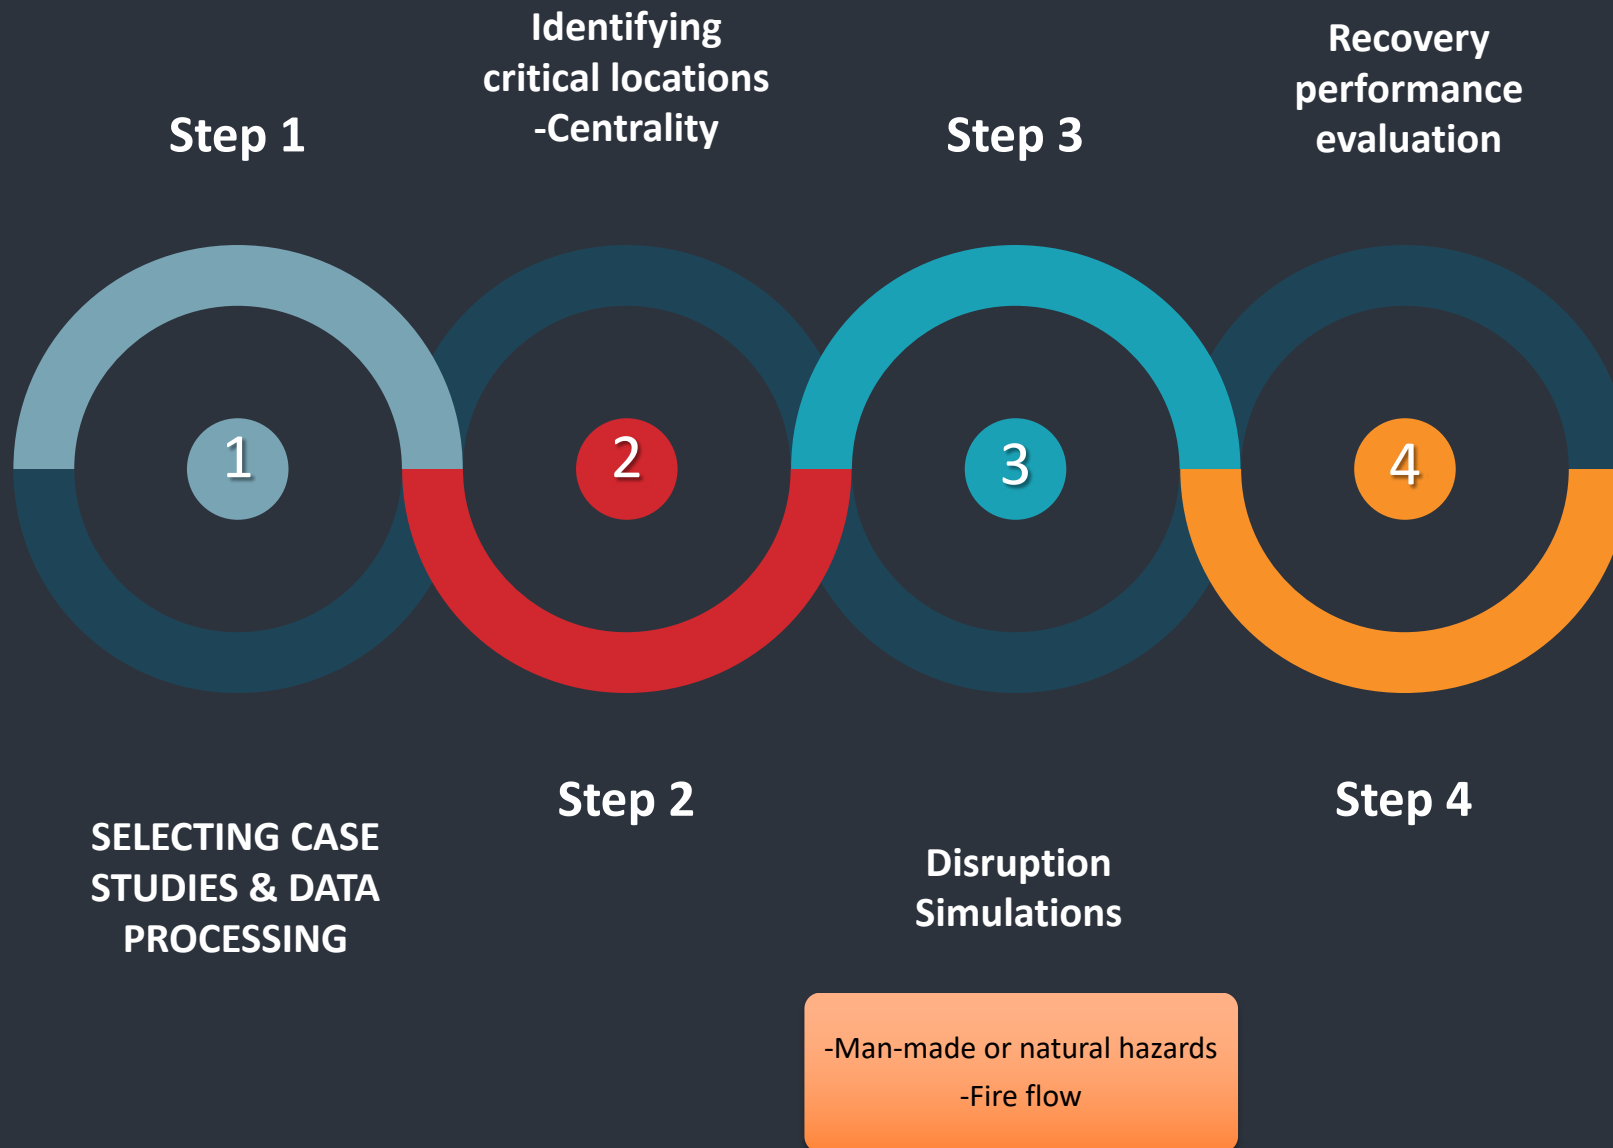 Step 1
1
SELECTING CASE
STUDIES & DATA
PROCESSING
Identifying
critical locations
-Centrality
2
Step 2
Step 3
3
Disruption
Simulations
-Man-made or natural hazards
-Fire flow
Recovery
performance
evaluation
4
Step 4